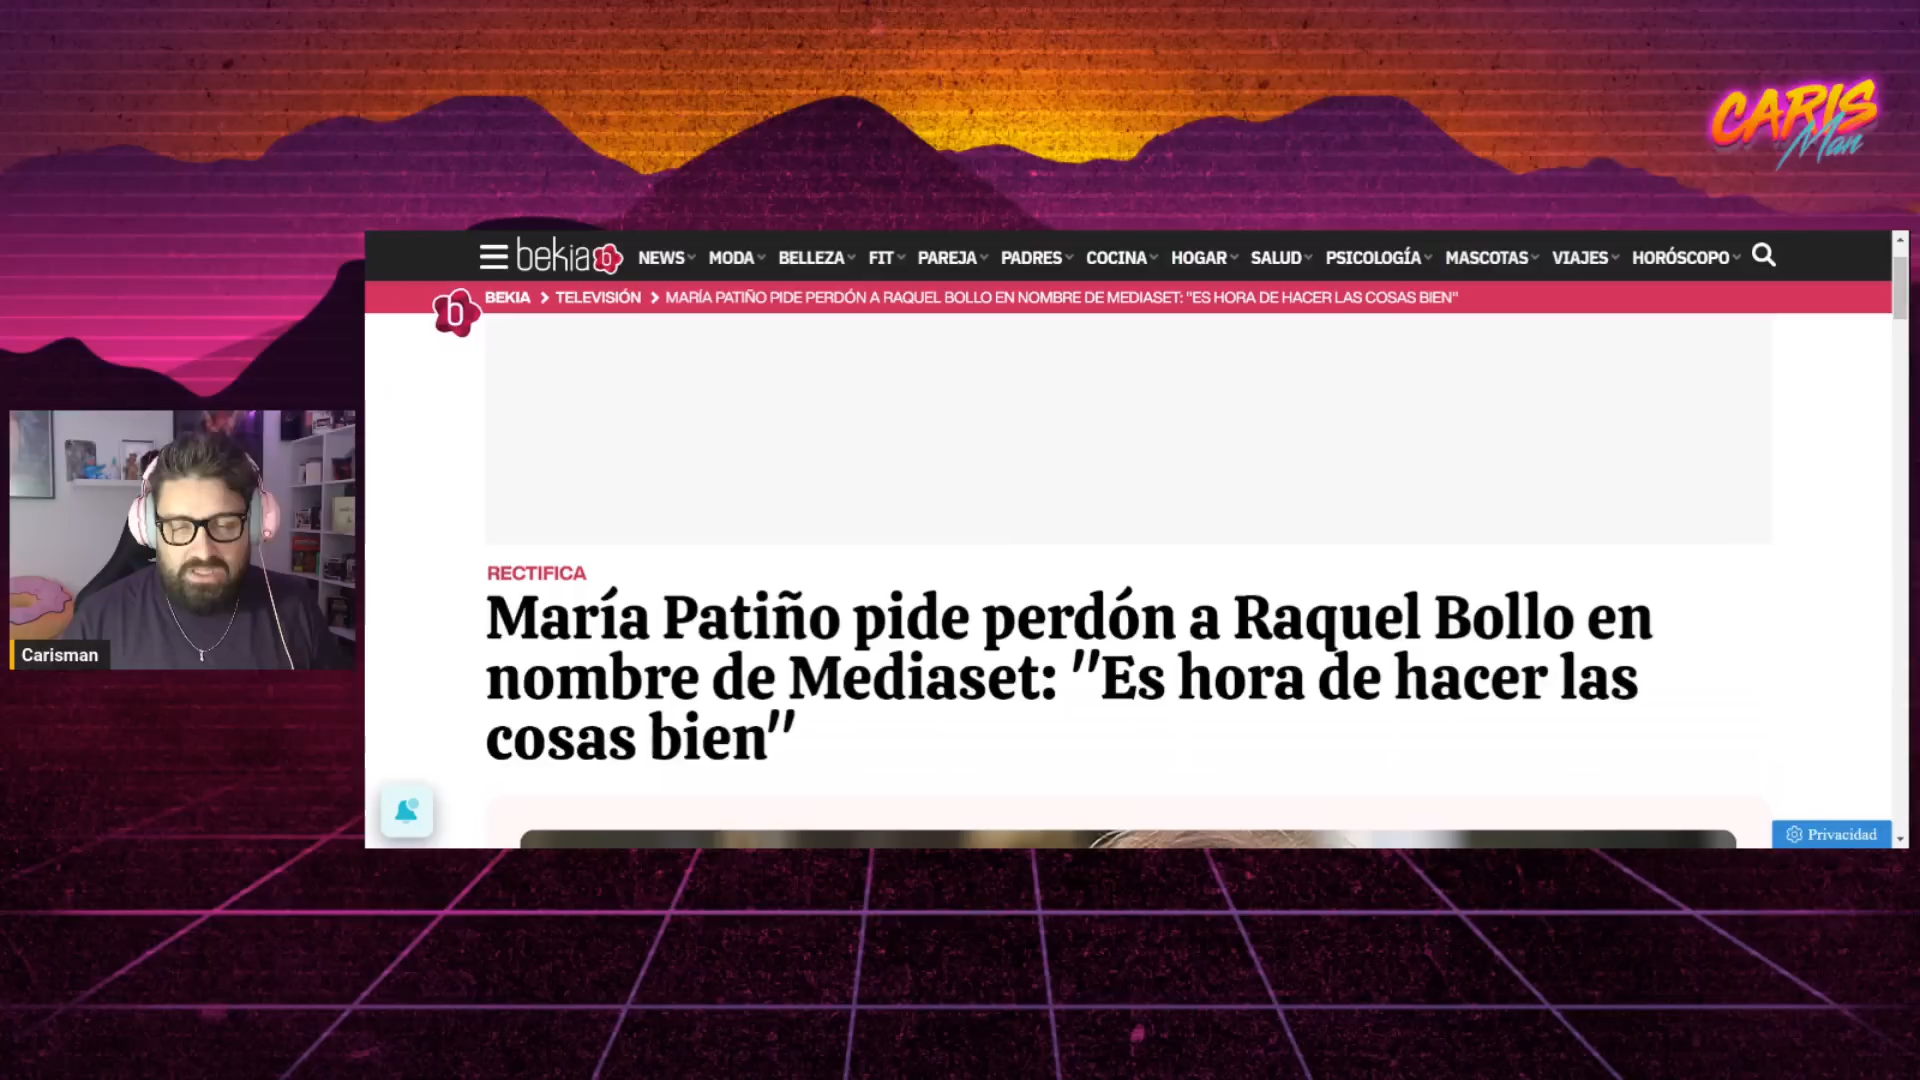 CARIS
Man
bekia b NEWS MODA BELLEZA FIT PAREJA PADRES COCINA HOGAR SALUD PSICOLOGÍA MASCOTAS VIAJES HORÓSCOPO
b BEKIA > TELEVISIÓN > MARÍA PATIÑO PIDE PERDÓN A RAQUEL BOLLO EN NOMBRE DE MEDIASET: "ES HORA DE HACER LAS COSAS BIEN"
RECTIFICA
María Patiño pide perdón a Raquel Bollo en
nombre de Mediaset: "Es hora de hacer las
cosas bien"
Carisman
Privacidad